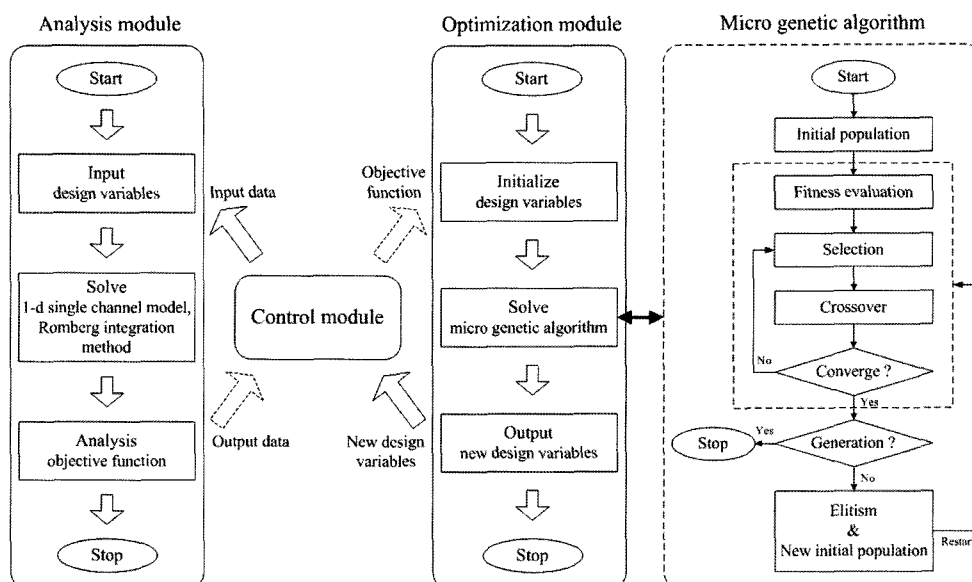 Analysis module
Start
Input
design variables
Solve
1-d single channel model,
Romberg integration
method
Analysis
objective function
Stop
Input data
Objective
function
Control module
Output data
New design
variables
Optimization module
Start
Initialize
design variables
Solve
micro genetic algorithm
Output
new design variables
Stop
Micro genetic algorithm
Start
Initial population
Fitness evaluation
Selection
Crossover
No
Converge ?
Yes
Yes
Generation ?
Stop
No
Elitism
&
New initial population
Restart